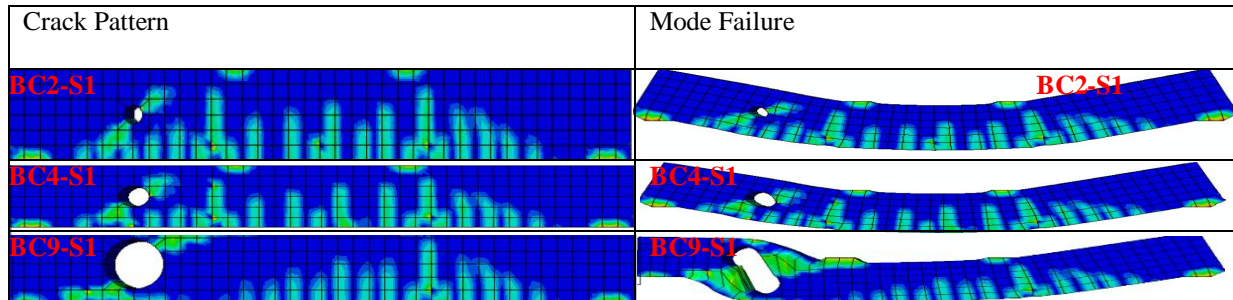 Crack Pattern
Mode Failure
BC2-S1
BC2-S1
BC4-S1
BC4-S1
BC9-S1
BC9-S1